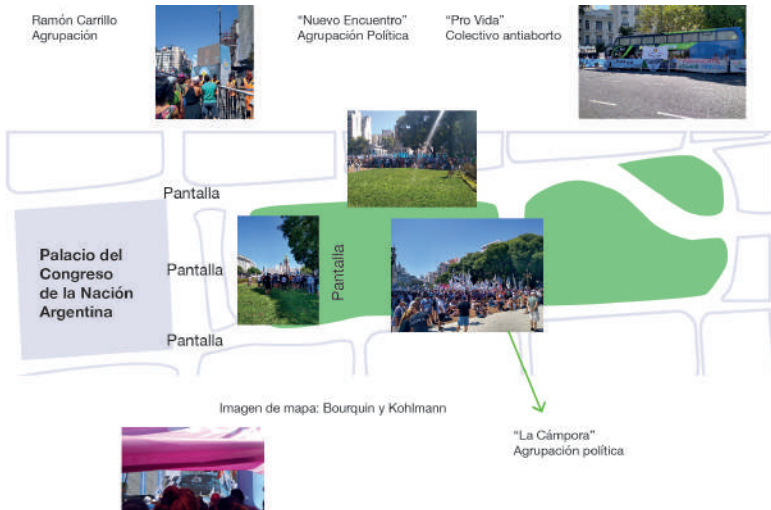 Ramón Carrillo
Agrupación
“Nuevo Encuentro”
Agrupación Política
“Pro Vida”
Colectivo antiaborto
Pantalla
Palacio del
Congreso
de la Nación
Argentina
Pantalla
Pantalla
Pantalla
Imagen de mapa: Bourquin y Kohlmann
“La Cámpora”
Agrupación política